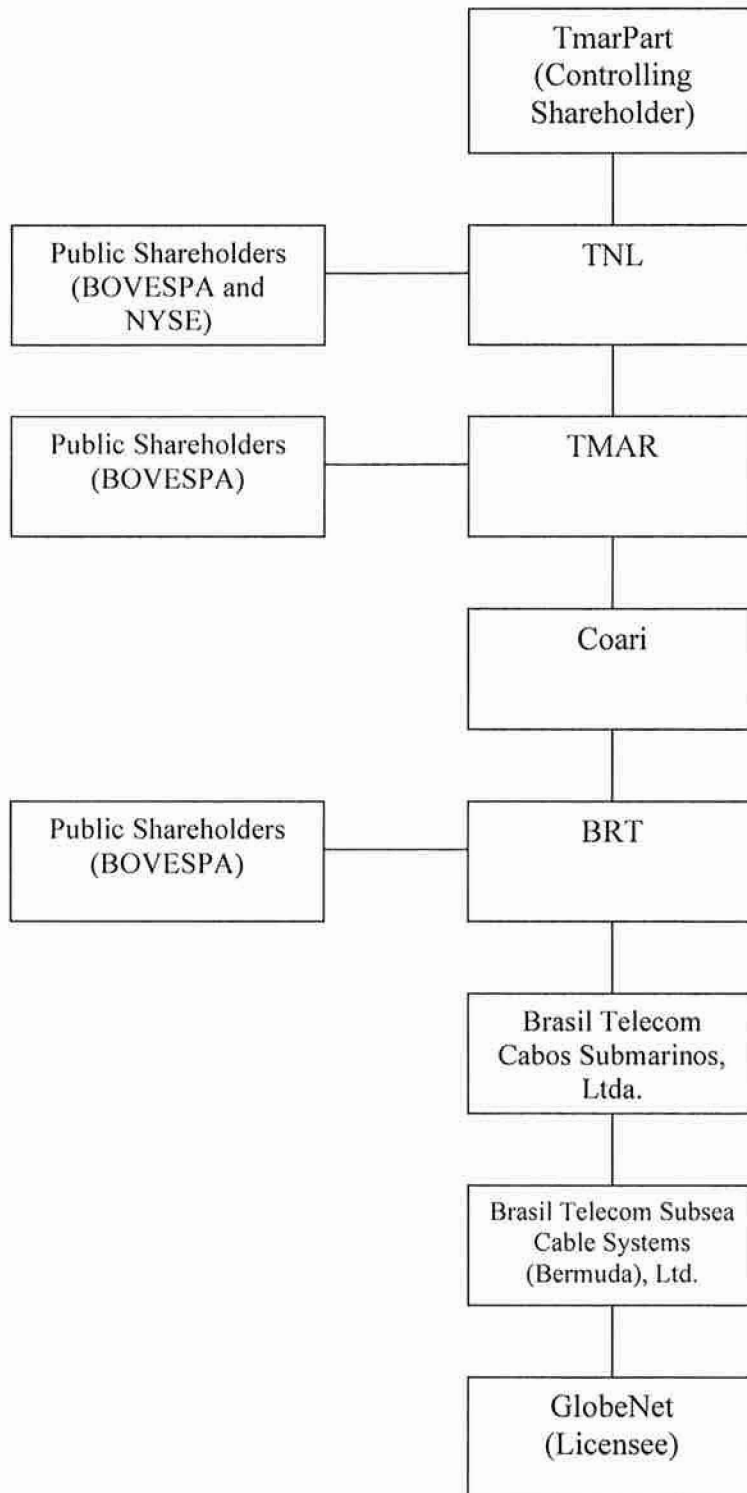 TmarPart
(Controlling
Shareholder)
Public Shareholders
(BOVESPA and
NYSE)
TNL
Public Shareholders
(BOVESPA)
TMAR
Coari
Public Shareholders
(BOVESPA)
BRT
Brasil Telecom
Cabos Submarinos,
Ltda.
Brasil Telecom Subsea
Cable Systems
(Bermuda), Ltd.
GlobeNet
(Licensee)